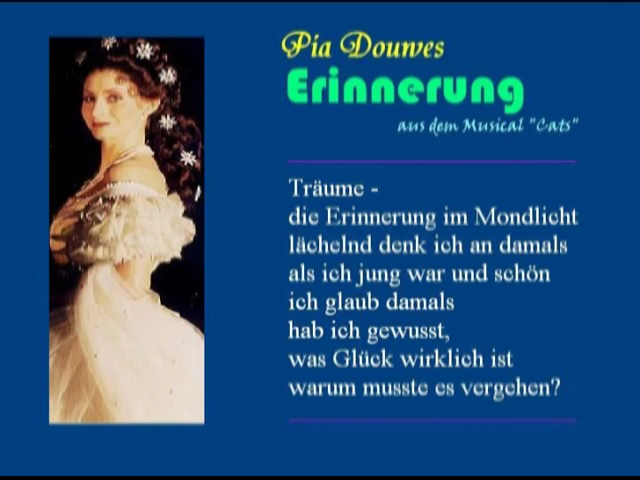 Pia Douwes
Erinnerung
aus dem Musical "Cats"
Träume -
die Erinnerung im Mondlicht
lächelnd denk ich an damals
als ich jung war und schön
ich glaub damals
hab ich gewusst,
was Glück wirklich ist
warum musste es vergehen?